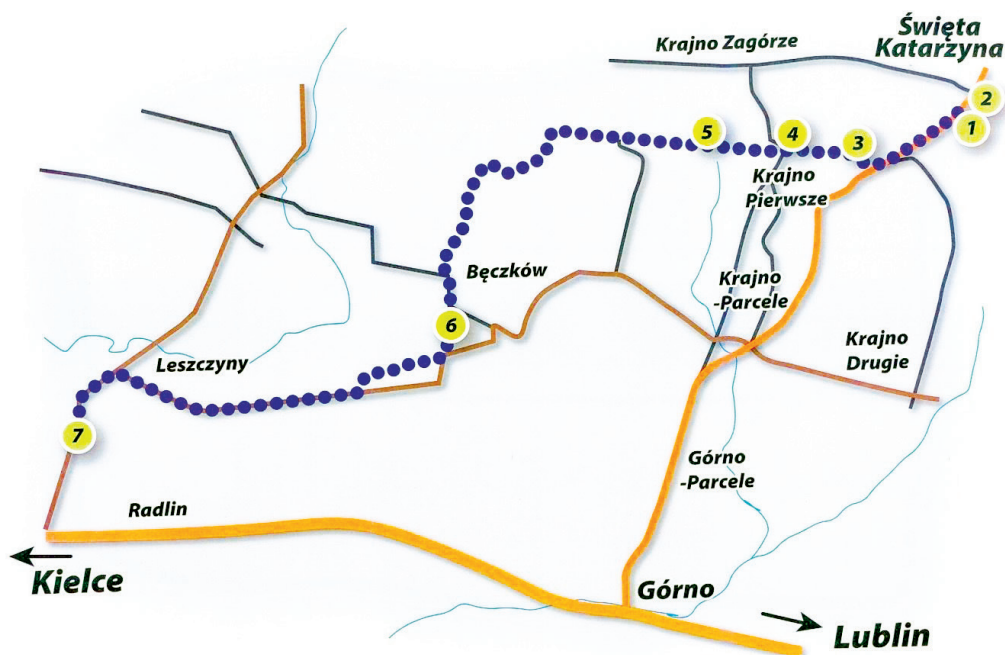 Święta
Katarzyna
Krajno Zagórze
2
1
5
4
3
Krajno
Pierwsze
Bęczków
Krajno
-Parcele
6
Leszczyny
Krajno
Drugie
7
Górno
-Parcele
Radlin
Kielce
Górno
Lublin